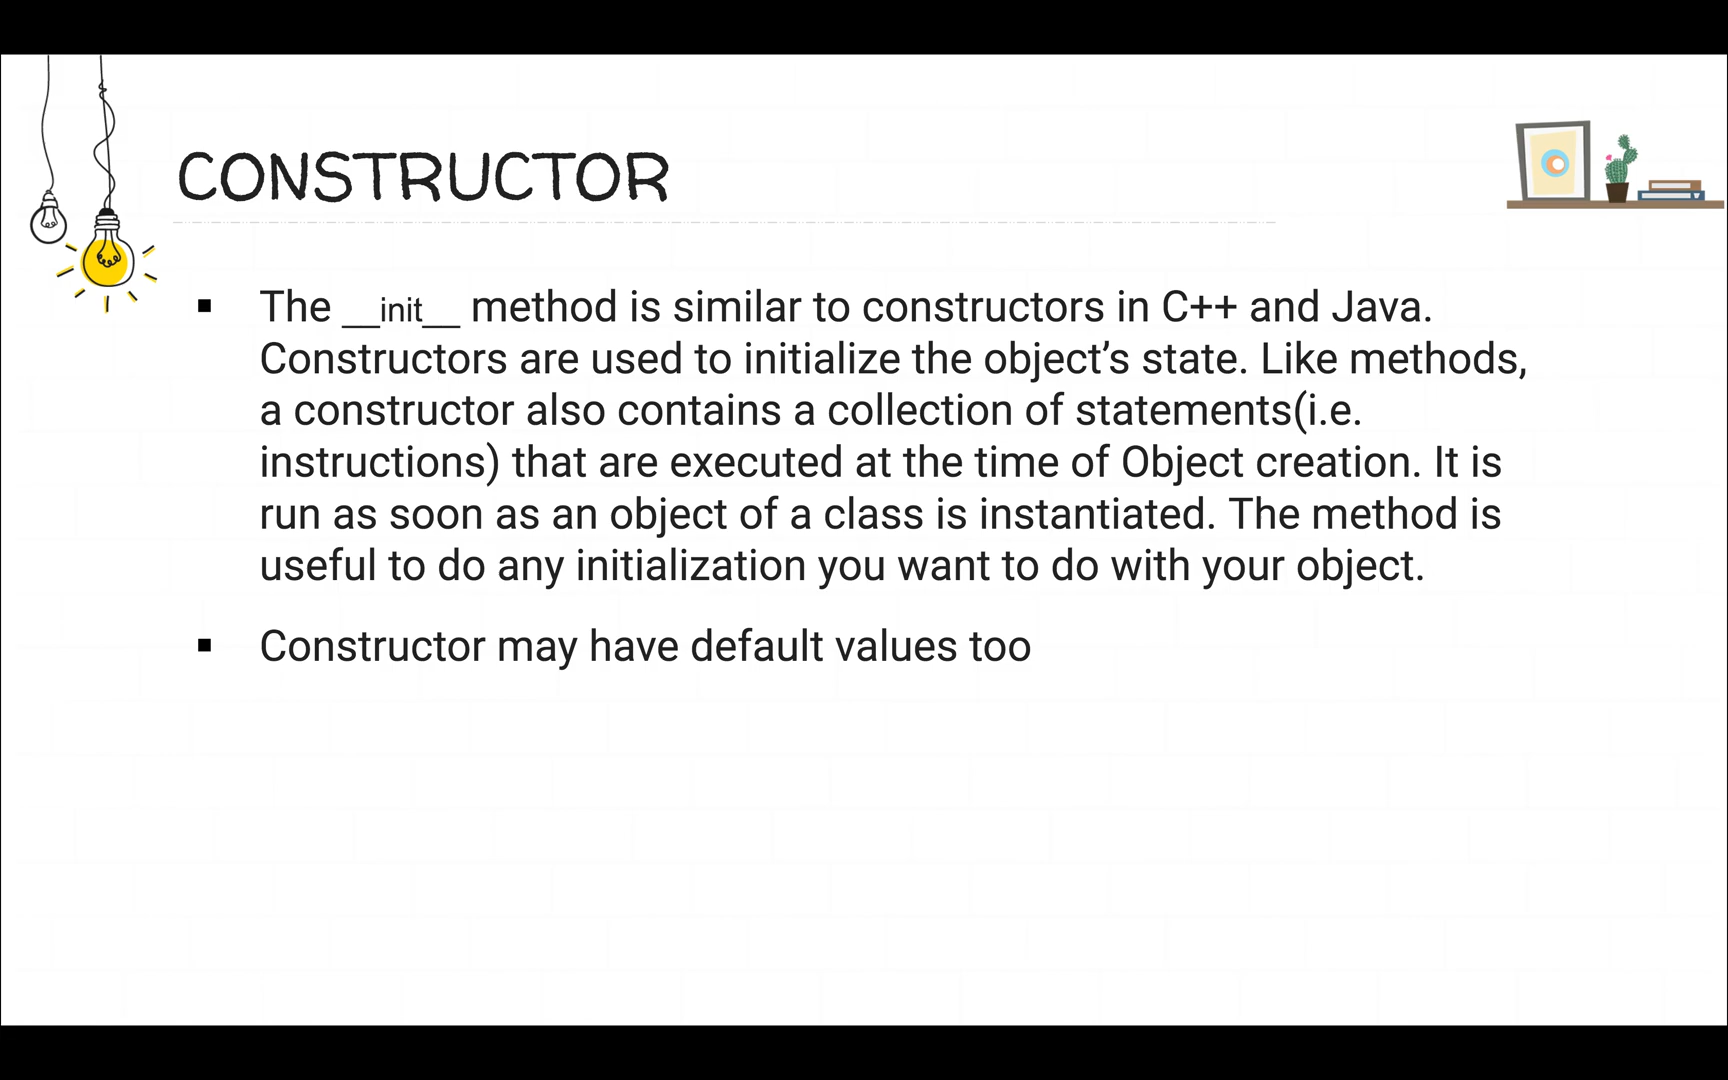 CONSTRUCTOR
▪ The __init__ method is similar to constructors in C++ and Java.
Constructors are used to initialize the object’s state. Like methods,
a constructor also contains a collection of statements(i.e.
instructions) that are executed at the time of Object creation. It is
run as soon as an object of a class is instantiated. The method is
useful to do any initialization you want to do with your object.
▪ Constructor may have default values too